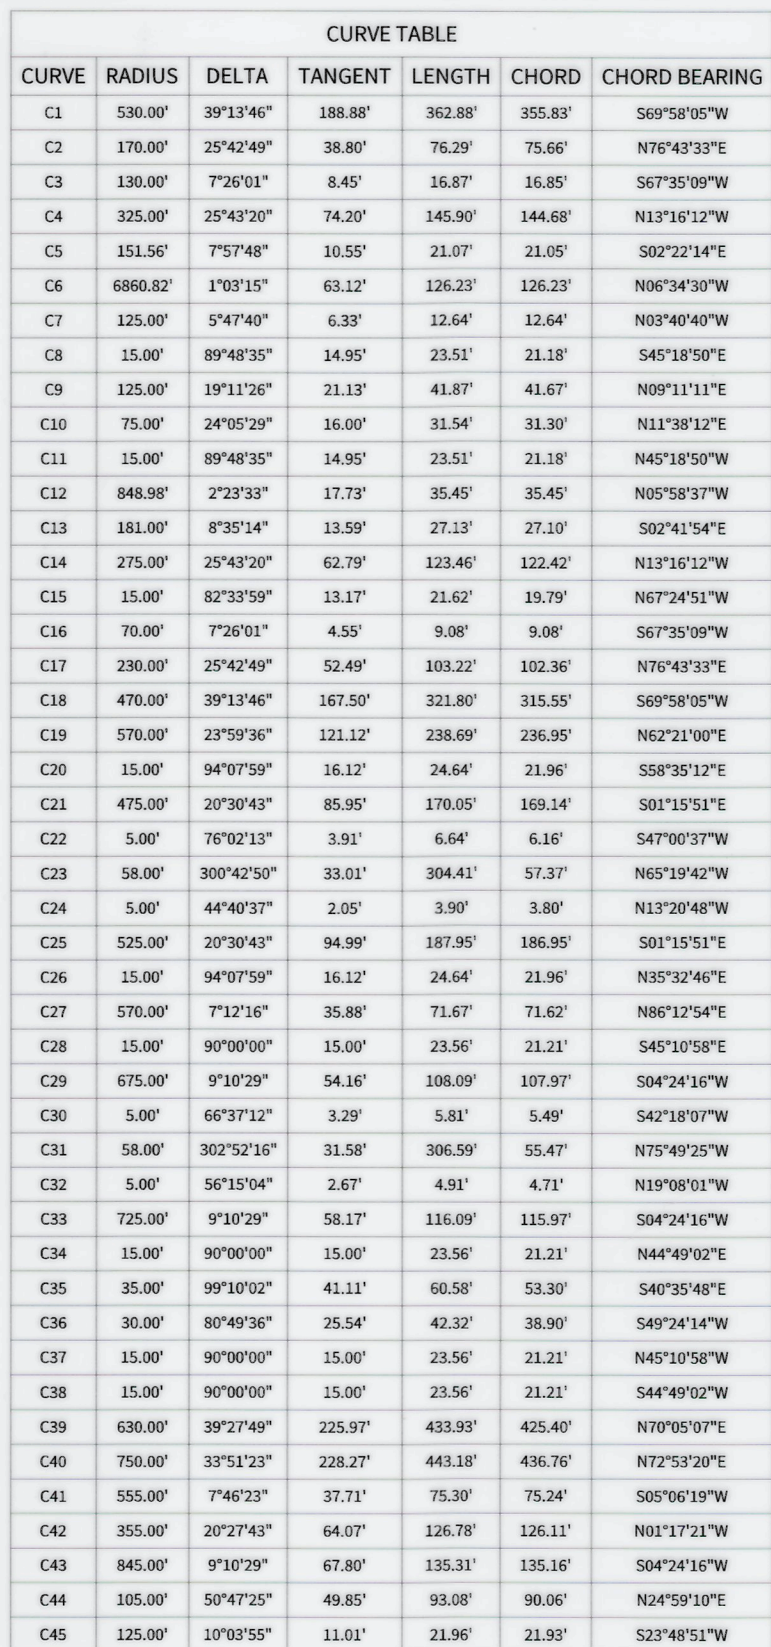 CURVE TABLE
CURVE RADIUS DELTA TANGENT LENGTH CHORD CHORD BEARING
C1 530.00' 39°13'46" 188.88' 362.88' 355.83' S69°58'05"W
C2 170.00' 25°42'49" 38.80' 76.29' 75.66' N76°43'33"E
C3 130.00' 7°26'01" 8.45' 16.87' 16.85' S67°35'09"W
C4 325.00' 25°43'20" 74.20' 145.90' 144.68' N13°16'12"W
C5 151.56' 7°57'48" 10.55' 21.07' 21.05' S02°22'14"E
C6 6860.82' 1°03'15" 63.12' 126.23' 126.23' N06°34'30"W
C7 125.00' 5°47'40" 6.33' 12.64' 12.64' N03°40'40"W
C8 15.00' 89°48'35" 14.95' 23.51' 21.18' S45°18'50"E
C9 125.00' 19°11'26" 21.13' 41.87' 41.67' N09°11'11"E
C10 75.00' 24°05'29" 16.00' 31.54' 31.30' N11°38'12"E
C11 15.00' 89°48'35" 14.95' 23.51' 21.18' N45°18'50"W
C12 848.98' 2°23'33" 17.73' 35.45' 35.45' N05°58'37"W
C13 181.00' 8°35'14" 13.59' 27.13' 27.10' S02°41'54"E
C14 275.00' 25°43'20" 62.79' 123.46' 122.42' N13°16'12"W
C15 15.00' 82°33'59" 13.17' 21.62' 19.79' N67°24'51"W
C16 70.00' 7°26'01" 4.55' 9.08' 9.08' S67°35'09"W
C17 230.00' 25°42'49" 52.49' 103.22' 102.36' N76°43'33"E
C18 470.00' 39°13'46" 167.50' 321.80' 315.55' S69°58'05"W
C19 570.00' 23°59'36" 121.12' 238.69' 236.95' N62°21'00"E
C20 15.00' 94°07'59" 16.12' 24.64' 21.96' S58°35'12"E
C21 475.00' 20°30'43" 85.95' 170.05' 169.14' S01°15'51"E
C22 5.00' 76°02'13" 3.91' 6.64' 6.16' S47°00'37"W
C23 58.00' 300°42'50" 33.01' 304.41' 57.37' N65°19'42"W
C24 5.00' 44°40'37" 2.05' 3.90' 3.80' N13°20'48"W
C25 525.00' 20°30'43" 94.99' 187.95' 186.95' S01°15'51"E
C26 15.00' 94°07'59" 16.12' 24.64' 21.96' N35°32'46"E
C27 570.00' 7°12'16" 35.88' 71.67' 71.62' N86°12'54"E
C28 15.00' 90°00'00" 15.00' 23.56' 21.21' S45°10'58"E
C29 675.00' 9°10'29" 54.16' 108.09' 107.97' S04°24'16"W
C30 5.00' 66°37'12" 3.29' 5.81' 5.49' S42°18'07"W
C31 58.00' 302°52'16" 31.58' 306.59' 55.47' N75°49'25"W
C32 5.00' 56°15'04" 2.67' 4.91' 4.71' N19°08'01"W
C33 725.00' 9°10'29" 58.17' 116.09' 115.97' S04°24'16"W
C34 15.00' 90°00'00" 15.00' 23.56' 21.21' N44°49'02"E
C35 35.00' 99°10'02" 41.11' 60.58' 53.30' S40°35'48"E
C36 30.00' 80°49'36" 25.54' 42.32' 38.90' S49°24'14"W
C37 15.00' 90°00'00" 15.00' 23.56' 21.21' N45°10'58"W
C38 15.00' 90°00'00" 15.00' 23.56' 21.21' S44°49'02"W
C39 630.00' 39°27'49" 225.97' 433.93' 425.40' N70°05'07"E
C40 750.00' 33°51'23" 228.27' 443.18' 436.76' N72°53'20"E
C41 555.00' 7°46'23" 37.71' 75.30' 75.24' S05°06'19"W
C42 355.00' 20°27'43" 64.07' 126.78' 126.11' N01°17'21"W
C43 845.00' 9°10'29" 67.80' 135.31' 135.16' S04°24'16"W
C44 105.00' 50°47'25" 49.85' 93.08' 90.06' N24°59'10"E
C45 125.00' 10°03'55" 11.01' 21.96' 21.93' S23°48'51"W